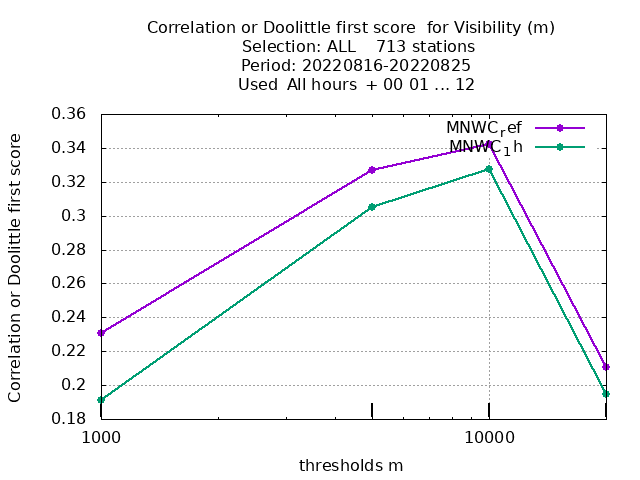 Correlation or Doolittle first score  for Visibility (m)
Selection: ALL    713 stations
Period: 20220816-20220825
Used  All hours  + 00 01 ... 12
Correlation or Doolittle first score
0.36
0.34
0.32
0.3
0.28
0.26
0.24
0.22
0.2
0.18
MNWCref
MNWC1h
1000
10000
thresholds m